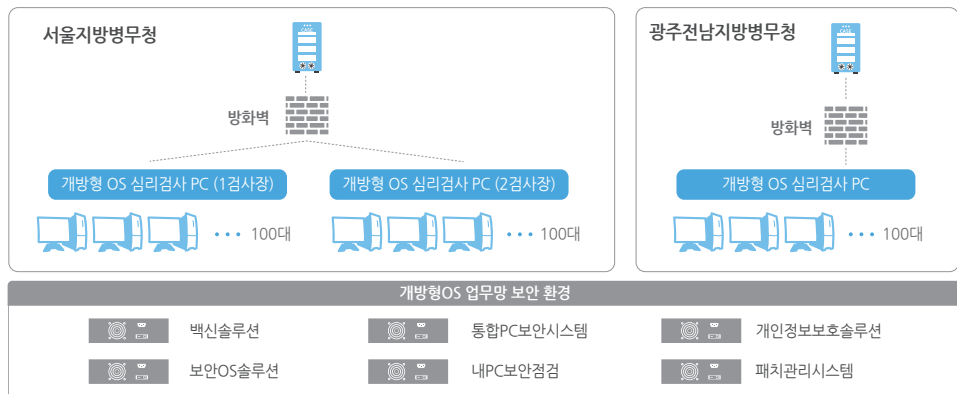 서울지방병무청
CASE
방화벽
개방형 OS 심리검사 PC (1검사장)
개방형 OS 심리검사 PC (2검사장)
••• 100대
••• 100대
광주전남지방병무청
CASE
방화벽
개방형 OS 심리검사 PC
••• 100대
개방형OS 업무망 보안 환경
백신솔루션
통합PC보안시스템
개인정보보호솔루션
보안OS솔루션
내PC보안점검
패치관리시스템